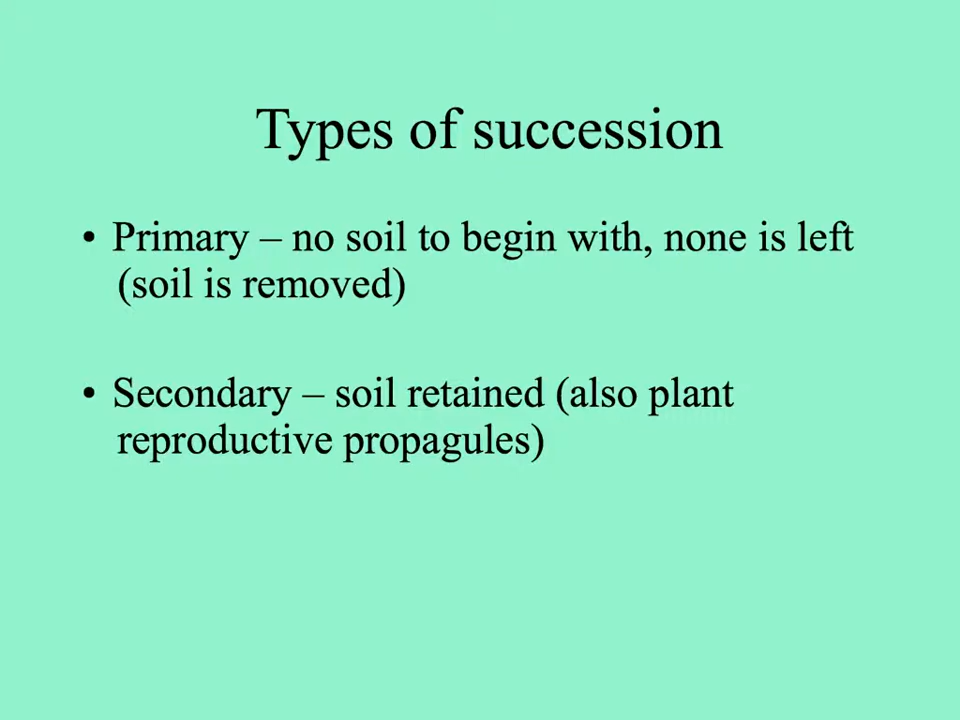 Types of succession
• Primary – no soil to begin with, none is left
(soil is removed)
• Secondary – soil retained (also plant
reproductive propagules)